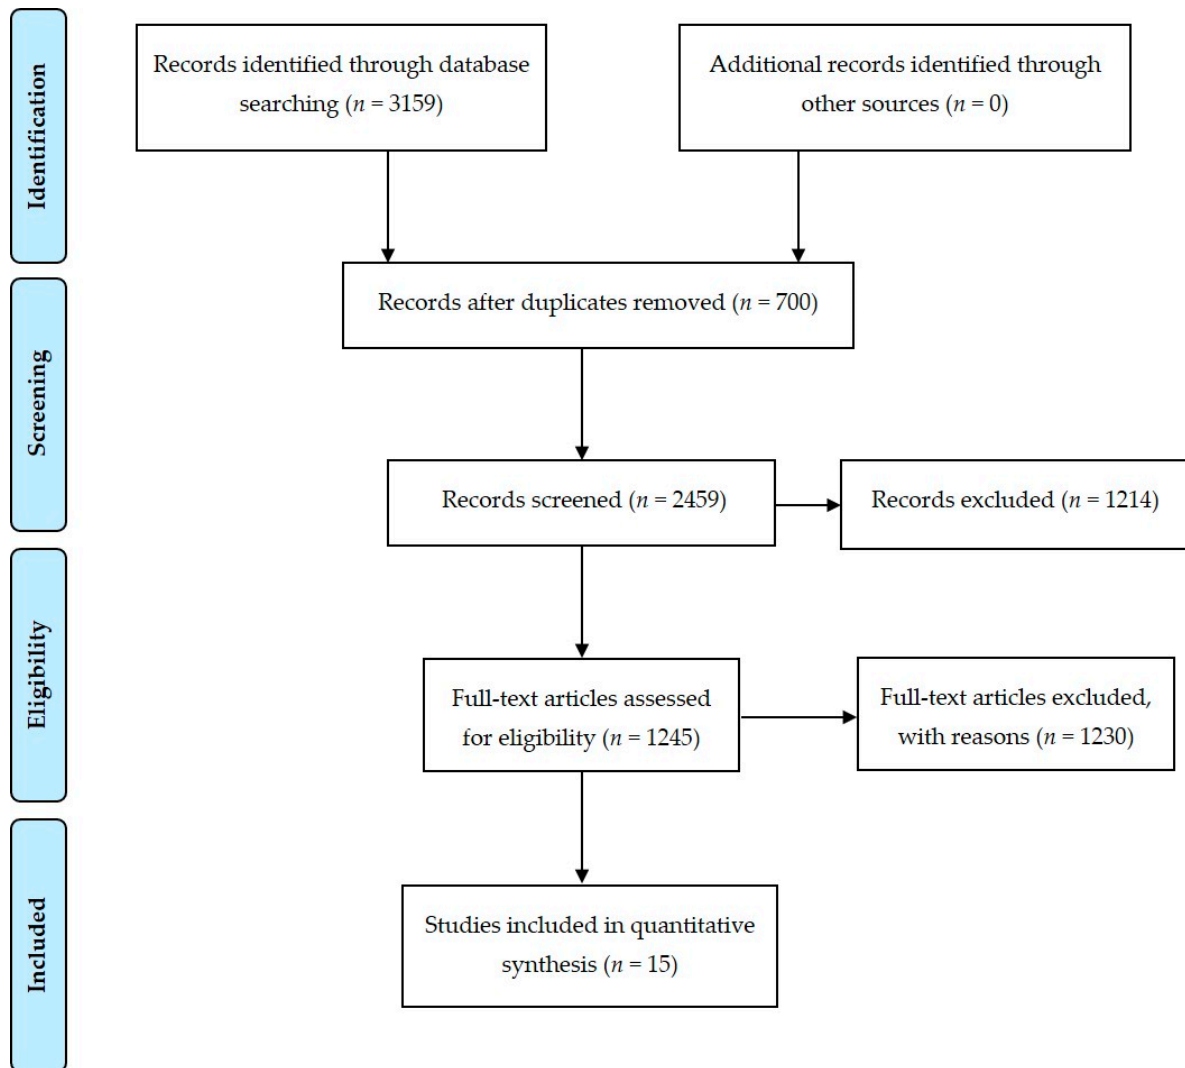 Identification
Records identified through database
searching (n = 3159)
Additional records identified through
other sources (n = 0)
Records after duplicates removed (n = 700)
Screening
Records screened (n = 2459)
Records excluded (n = 1214)
Eligibility
Full-text articles assessed
for eligibility (n = 1245)
Full-text articles excluded,
with reasons (n = 1230)
Included
Studies included in quantitative
synthesis (n = 15)